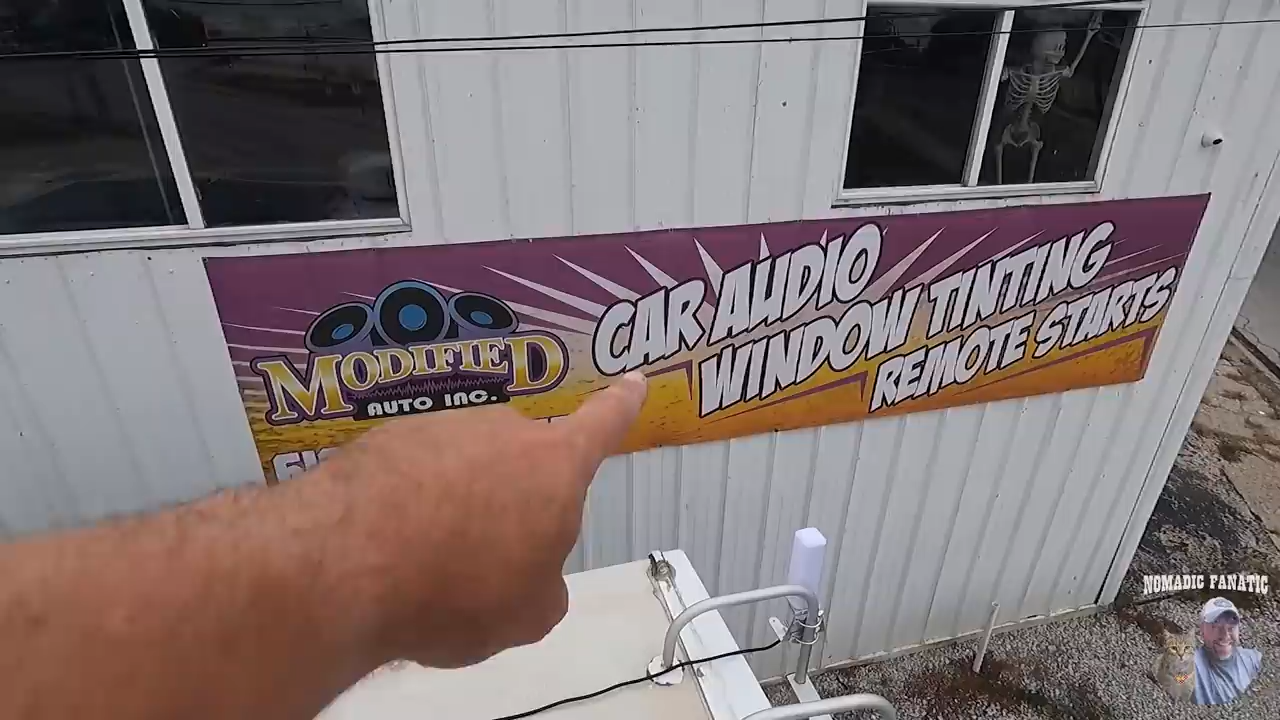 MODIFIED
AUTO INC.
CAR AUDIO
WINDOW TINTING
REMOTE STARTS
NOMADIC FANATIC